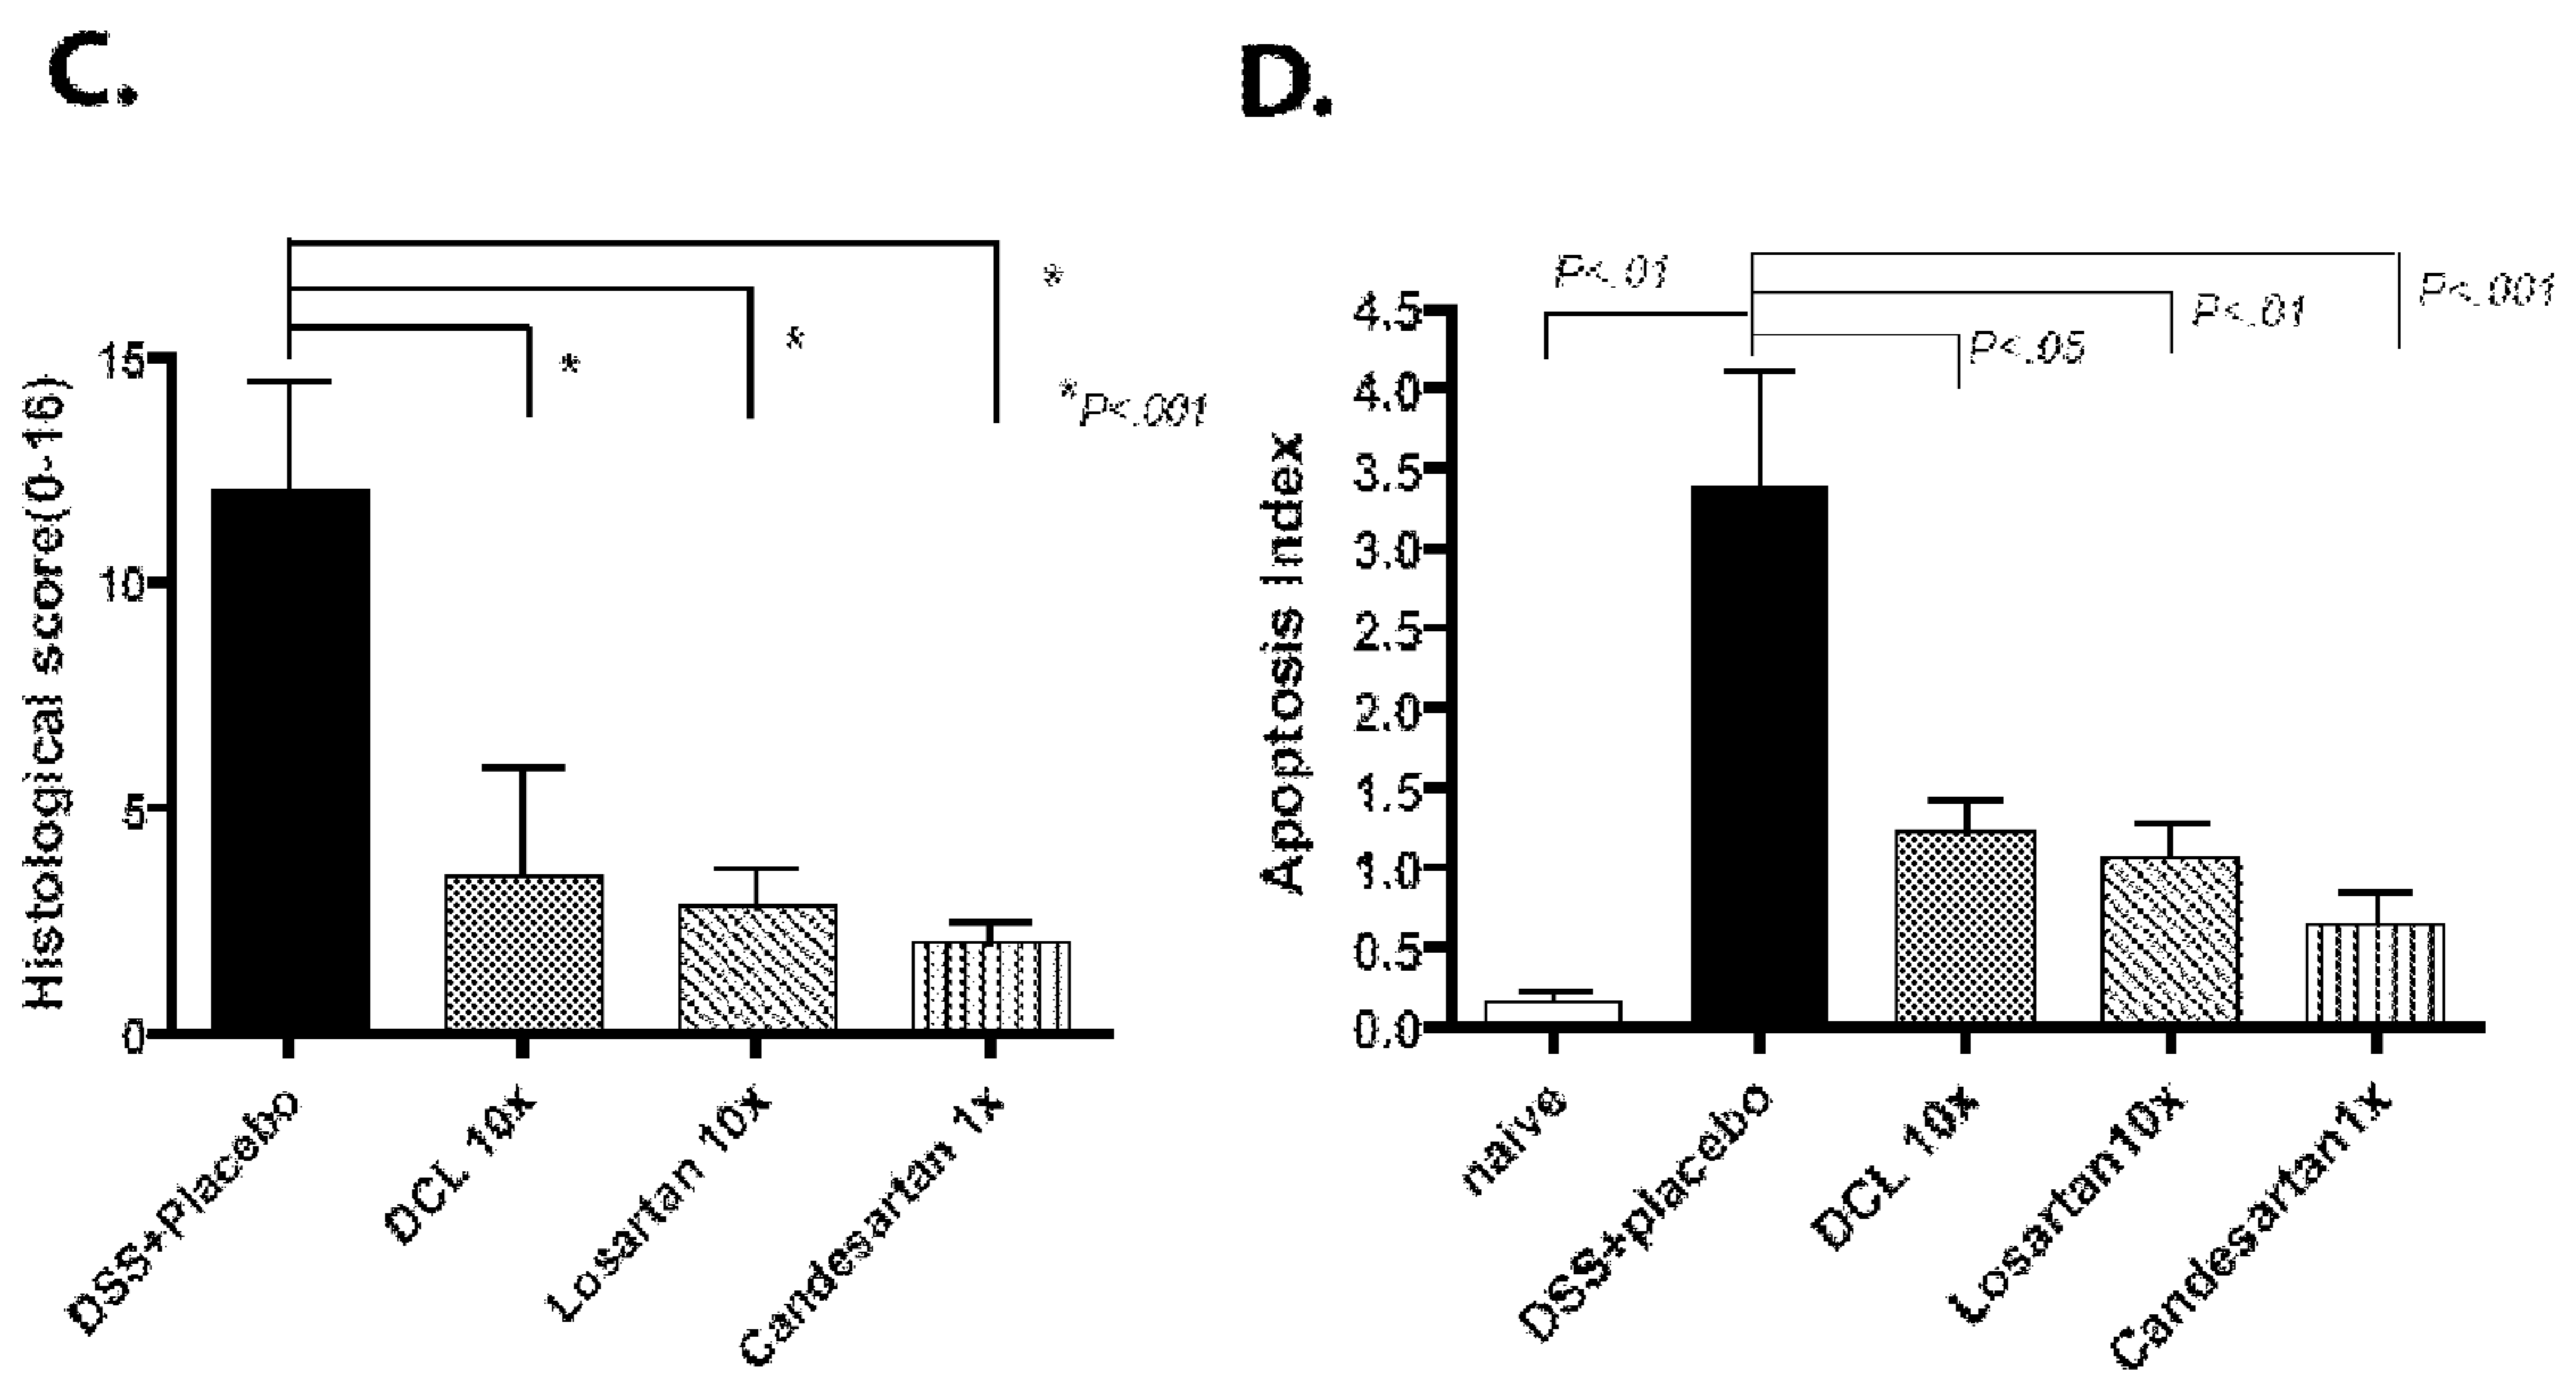 C.
*
*
*
*P<.001
Histological score(0-16)
15
10
5
0
DSS+Placebo
DCL 10x
Losartan 10x
Candesartan 1x
D.
P<.01
P<.001
P<.01
P<.05
Apoptosis Index
4.5
4.0
3.5
3.0
2.5
2.0
1.5
1.0
0.5
0.0
naive
DSS+placebo
DCL 10x
Losartan10x
Candesartan1x